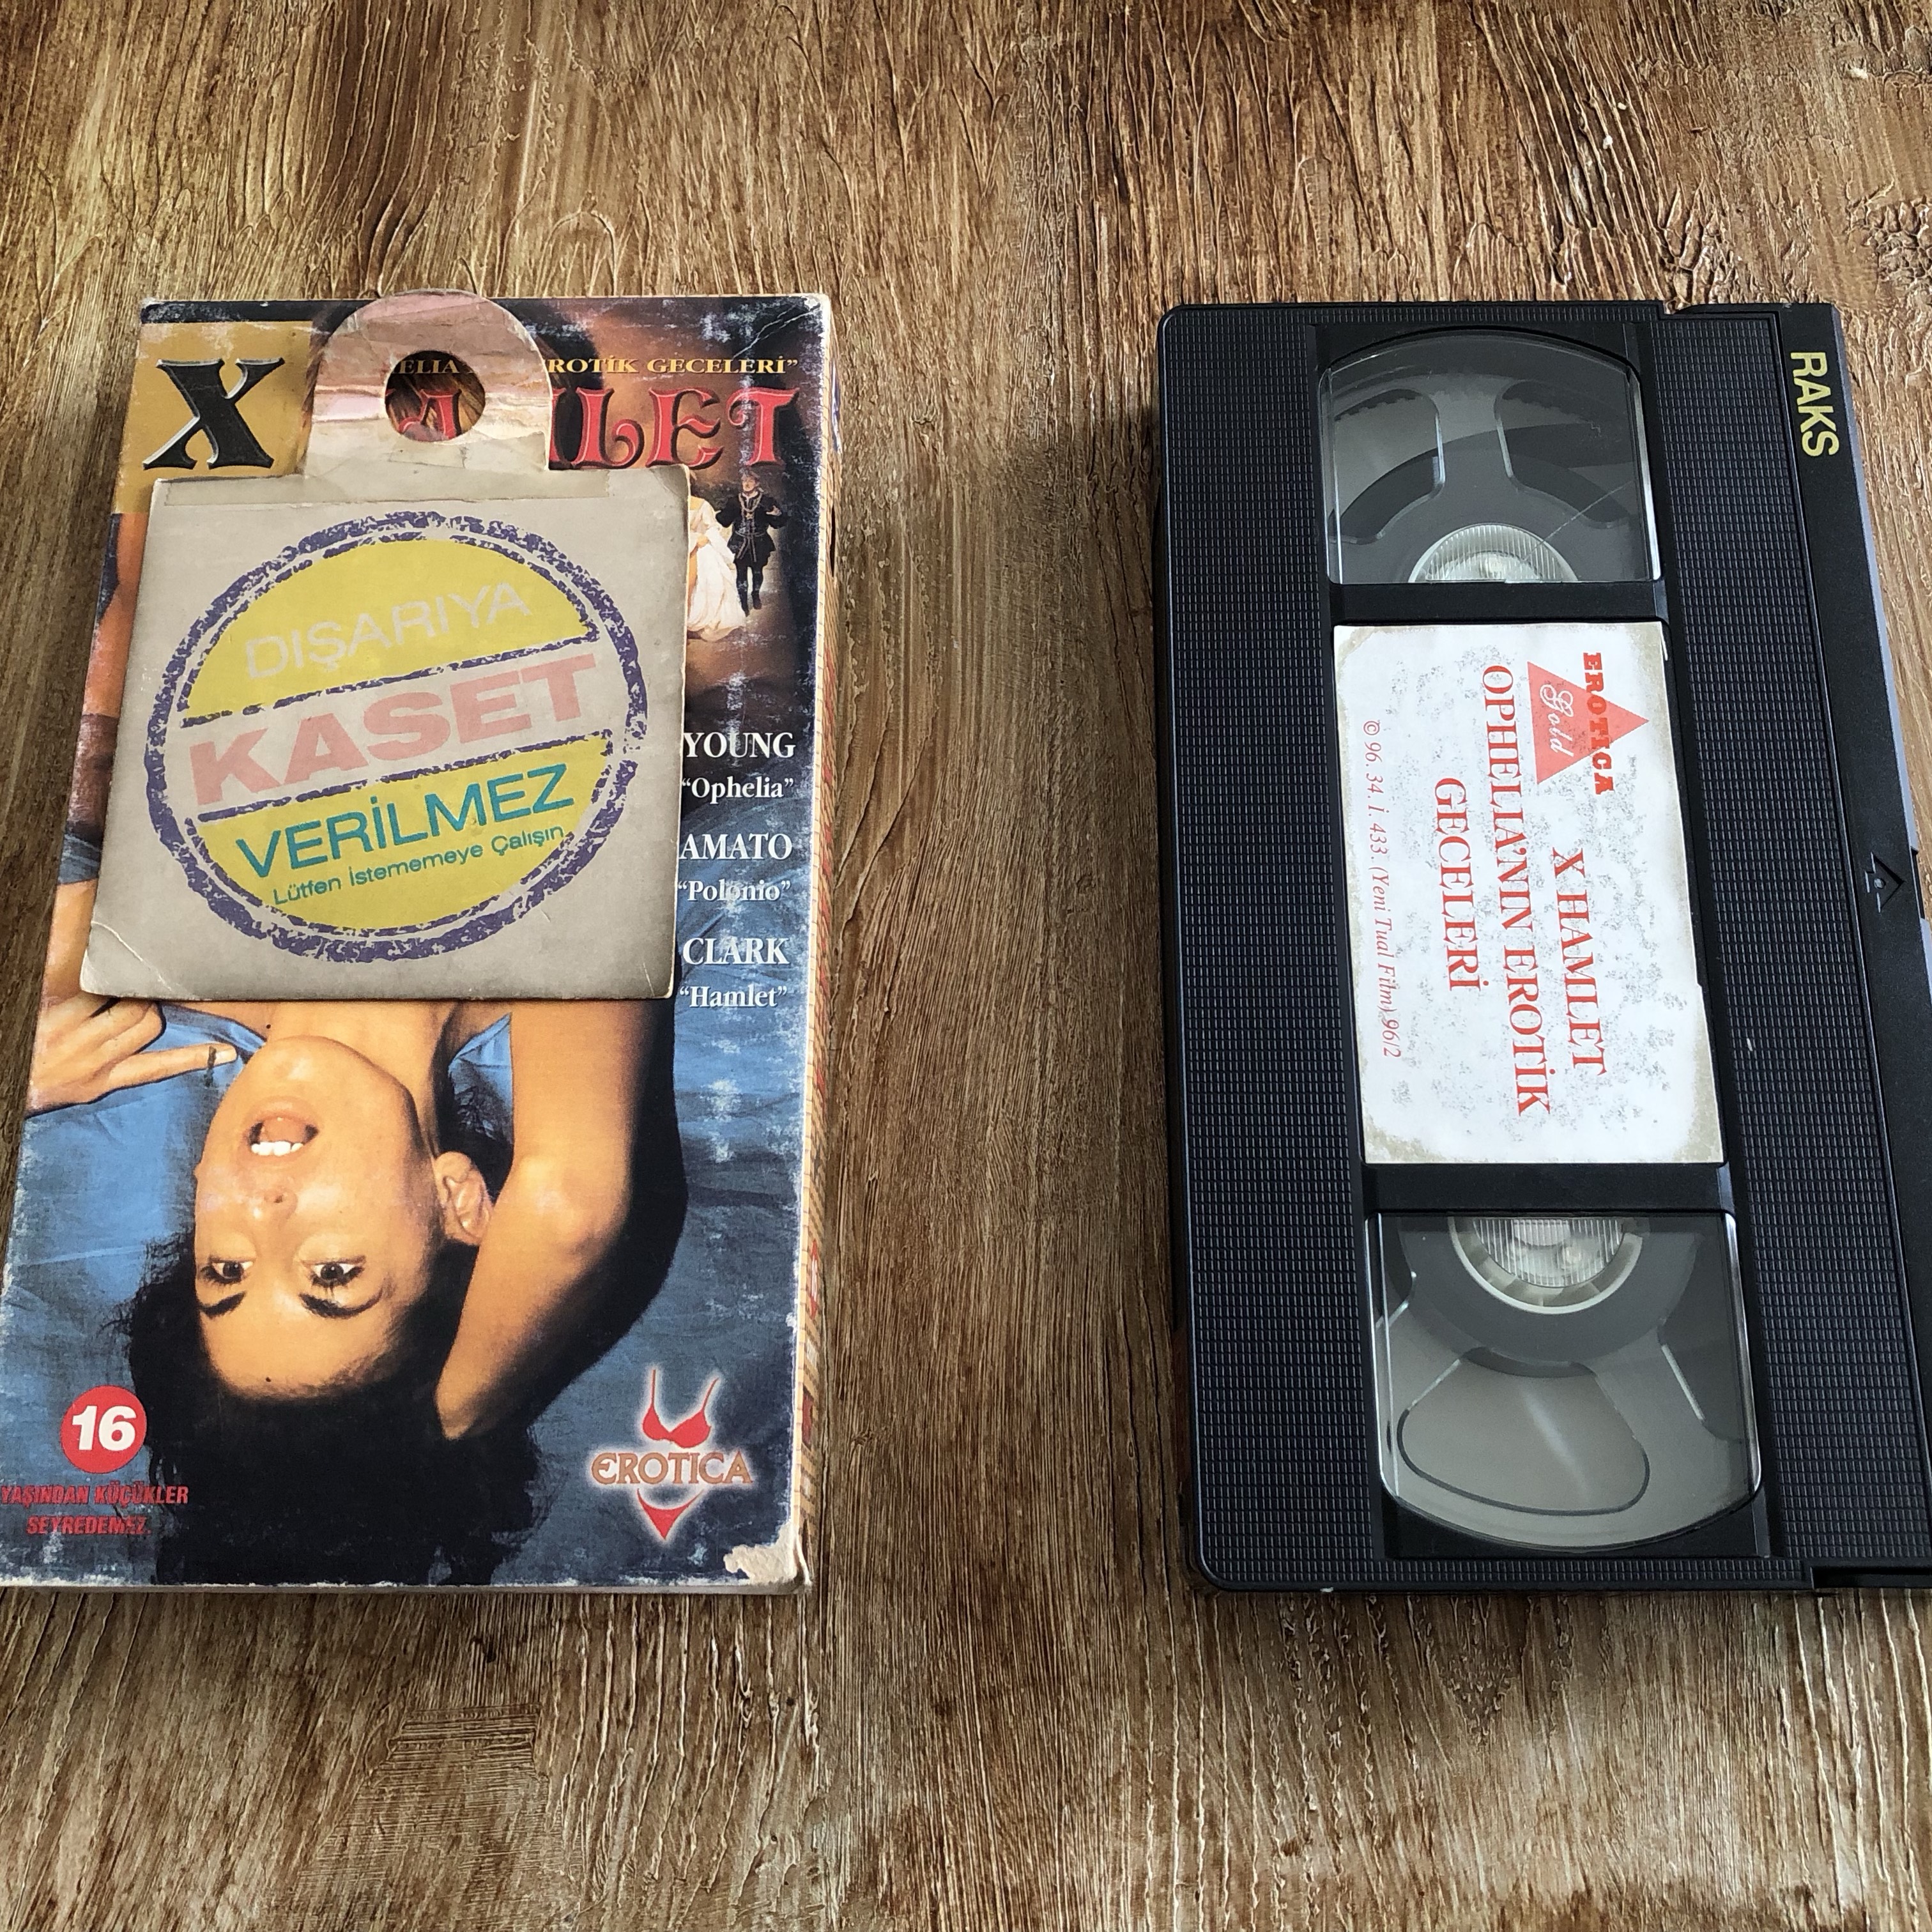 X
EROTİK GECELERİ"
DIŞARIYA
KASET
VERİLMEZ
Lütfen İstememeye Çalışın
YOUNG
"Ophelia"
AMATO
"Polonio"
CLARK
"Hamlet"
16
YAŞINDAN KÜÇÜKLER
SEYREDEMEZ.
EROTICA
RAKS
EROTICA
Gold
X HAMLET
OPHELIA'NIN EROTİK
GECELERİ
© 96. 34. İ. 433. (Yeni Tual Film) 96/2